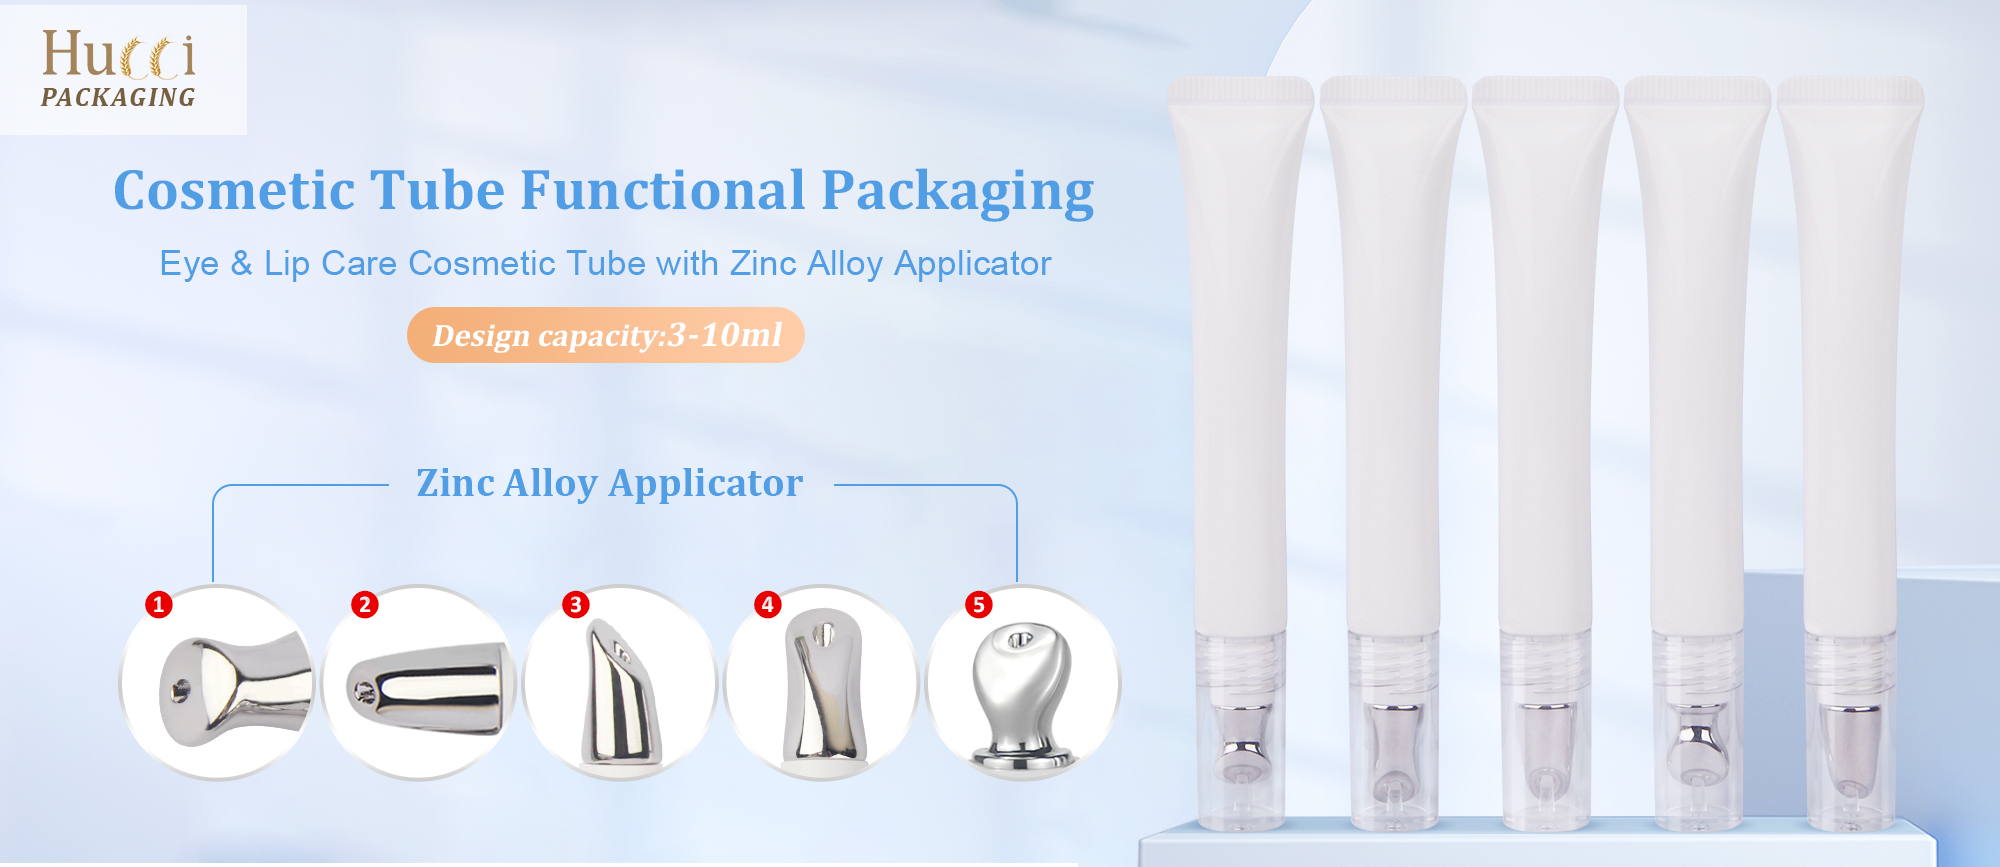 Hucci
PACKAGING
Cosmetic Tube Functional Packaging
Eye & Lip Care Cosmetic Tube with Zinc Alloy Applicator
Design capacity:3-10ml
Zinc Alloy Applicator
1
2
3
4
5